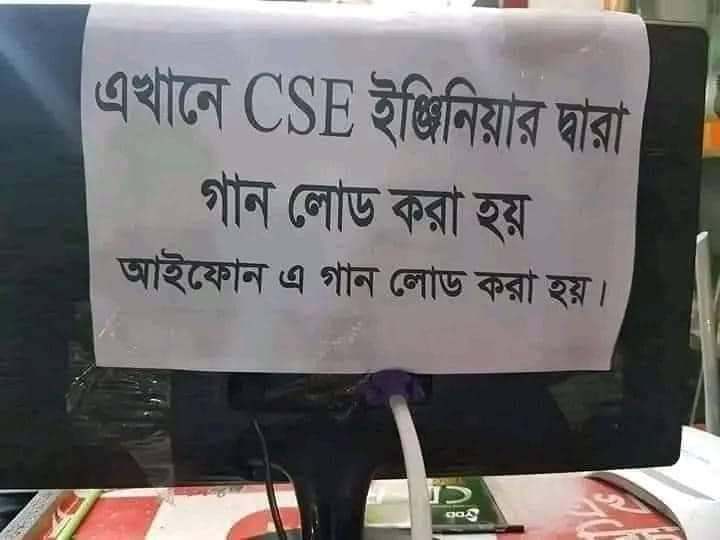 এখানে CSE ইঞ্জিনিয়ার দ্বারা
গান লোড করা হয়
আইফোন এ গান লোড করা হয়।